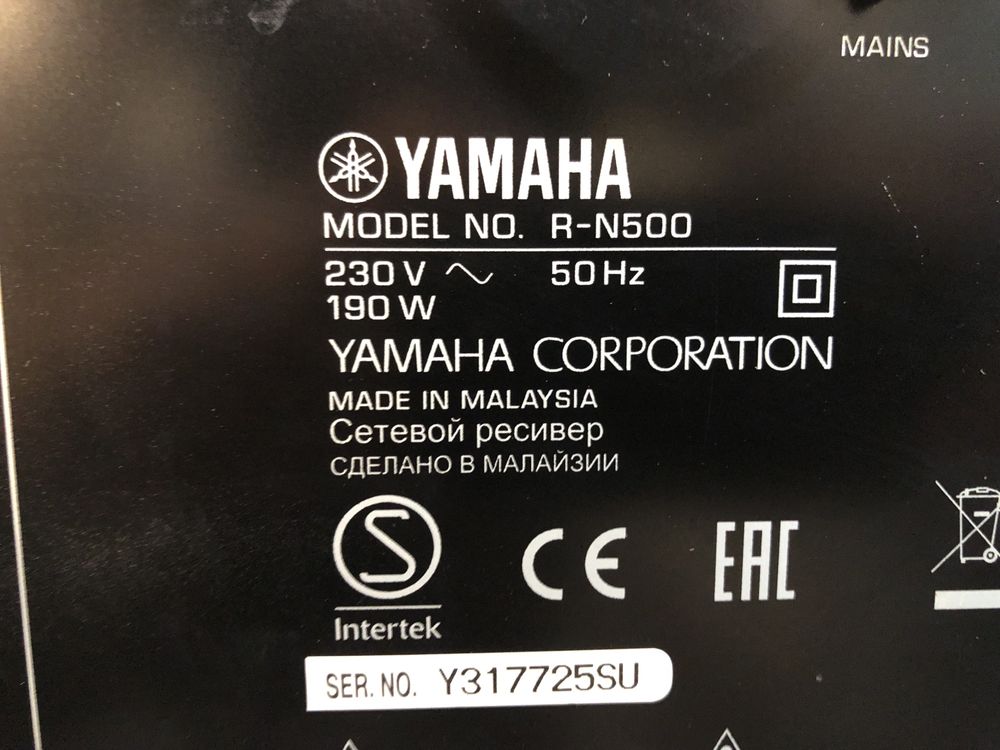 MAINS
YAMAHA
MODEL NO. R-N500
230 V ~ 50 Hz
190 W
YAMAHA CORPORATION
MADE IN MALAYSIA
Сетевой ресивер
СДЕЛАНО В МАЛАЙЗИИ
S
Intertek
CE
EAC
SER. NO. Y317725SU